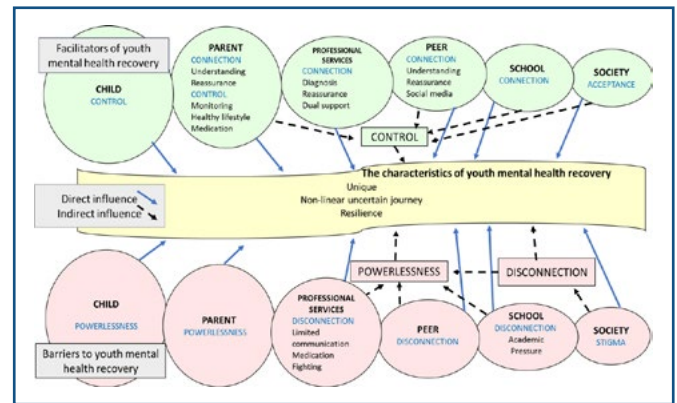 Facilitators of youth
mental health recovery
CHILD
CONTROL
PARENT
CONNECTION
Understanding
Reassurance
CONTROL
Monitoring
Healthy lifestyle
Medication
PROFESSIONAL
SERVICES
CONNECTION
Diagnosis
Reassurance
Dual support
PEER
CONNECTION
Understanding
Reassurance
Social media
SCHOOL
CONNECTION
SOCIETY
ACCEPTANCE
CONTROL
The characteristics of youth mental health recovery
Unique
Non-linear uncertain journey
Resilience
Direct influence
Indirect influence
POWERLESSNESS
DISCONNECTION
CHILD
POWERLESSNESS
PARENT
POWERLESSNESS
PROFESSIONAL
SERVICES
DISCONNECTION
Limited
communication
Medication
Fighting
PEER
DISCONNECTION
SCHOOL
DISCONNECTION
Academic
Pressure
SOCIETY
STIGMA
Barriers to youth mental
health recovery